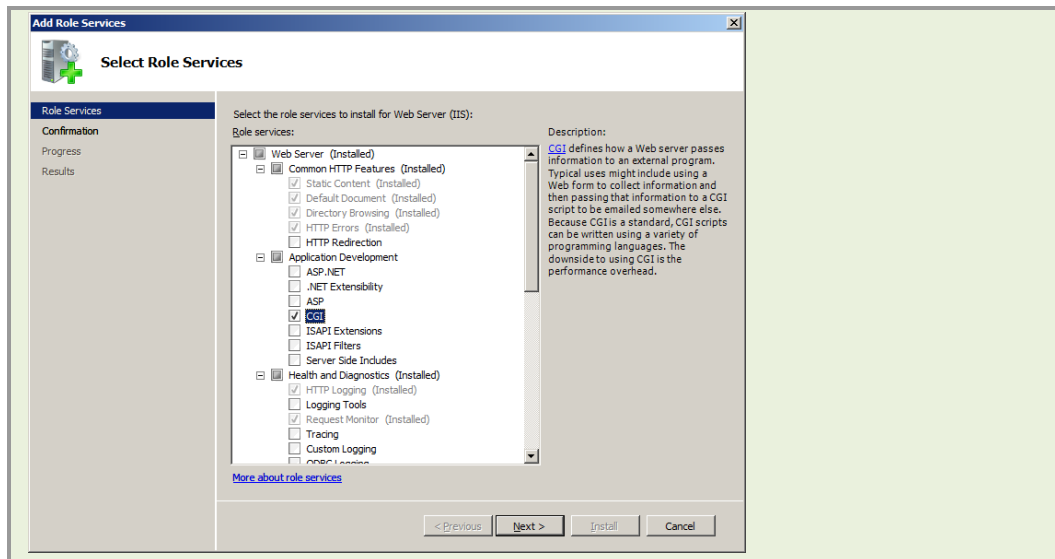 Add Role Services
Select Role Services
Role Services
Confirmation
Progress
Results
Select the role services to install for Web Server (IIS):
Role services:
Web Server (Installed)
Common HTTP Features (Installed)
Static Content (Installed)
Default Document (Installed)
Directory Browsing (Installed)
HTTP Errors (Installed)
HTTP Redirection
Application Development
ASP.NET
.NET Extensibility
ASP
CGI
ISAPI Extensions
ISAPI Filters
Server Side Includes
Health and Diagnostics (Installed)
HTTP Logging (Installed)
Logging Tools
Request Monitor (Installed)
Tracing
Custom Logging
ODBC Logging
More about role services
Description:
CGI defines how a Web server passes
information to an external program.
Typical uses might include using a
Web form to collect information and
then passing that information to a CGI
script to be emailed somewhere else.
Because CGI is a standard, CGI scripts
can be written using a variety of
programming languages. The
downside to using CGI is the
performance overhead.
< Previous
Next >
Install
Cancel